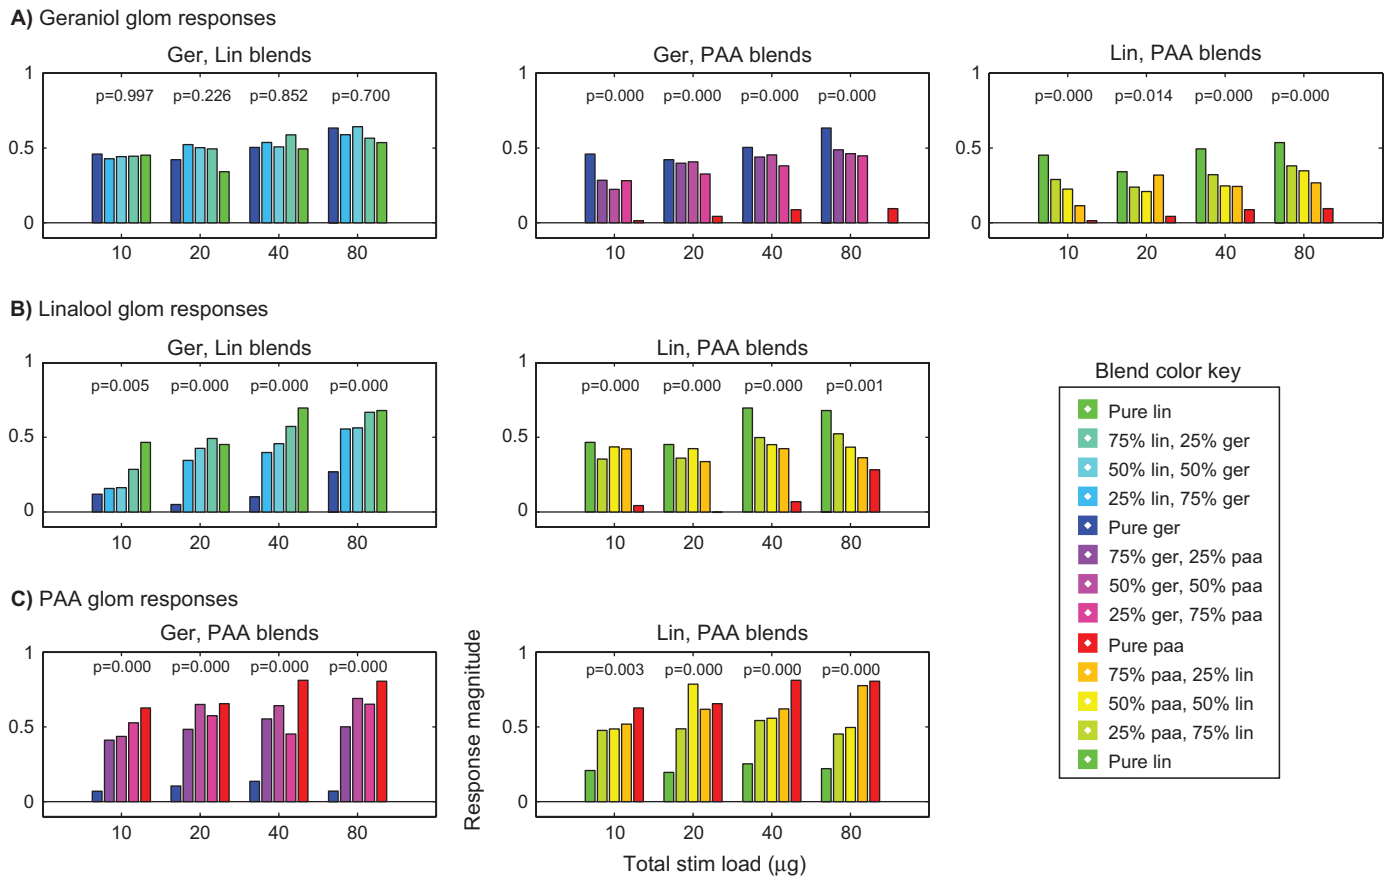 A) Geraniol glom responses
Ger, Lin blends
1
0.5
0
p=0.997 p=0.226 p=0.852 p=0.700
10 20 40 80
Ger, PAA blends
1
0.5
0
p=0.000 p=0.000 p=0.000 p=0.000
10 20 40 80
Lin, PAA blends
1
0.5
0
p=0.000 p=0.014 p=0.000 p=0.000
10 20 40 80
B) Linalool glom responses
Ger, Lin blends
1
0.5
0
p=0.005 p=0.000 p=0.000 p=0.000
10 20 40 80
Lin, PAA blends
1
0.5
0
p=0.000 p=0.000 p=0.000 p=0.001
10 20 40 80
Blend color key
Pure lin
75% lin, 25% ger
50% lin, 50% ger
25% lin, 75% ger
Pure ger
75% ger, 25% paa
50% ger, 50% paa
25% ger, 75% paa
Pure paa
75% paa, 25% lin
50% paa, 50% lin
25% paa, 75% lin
Pure lin
C) PAA glom responses
Ger, PAA blends
1
0.5
0
p=0.000 p=0.000 p=0.000 p=0.000
10 20 40 80
Lin, PAA blends
Response magnitude
1
0.5
0
p=0.003 p=0.000 p=0.000 p=0.000
10 20 40 80
Total stim load (μg)